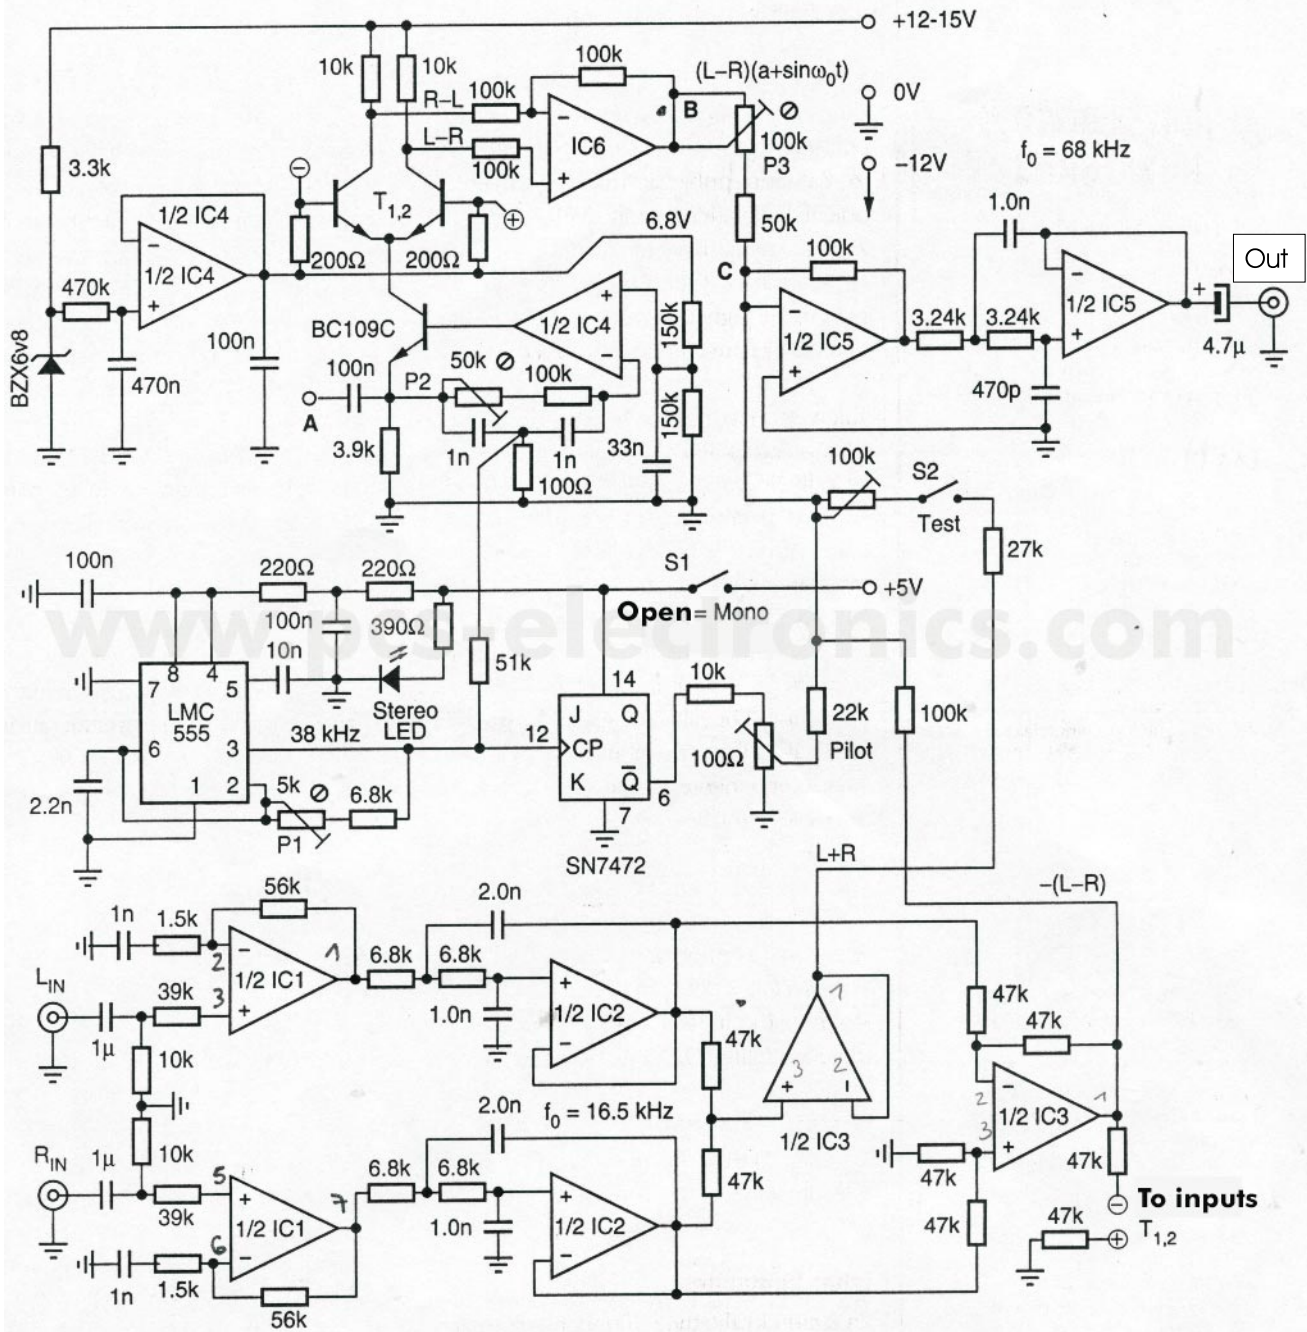 +12-15V
10k
10k
100k
(L–R)(a+sinω₀t)
R–L
100k
B
0V
3.3k
IC6
100k
P3
L–R
100k
–12V
f₀ = 68 kHz
1.0n
1/2 IC4
T₁,₂
50k
6.8V
1/2 IC4
200Ω
200Ω
C
100k
Out
470k
BC109C
1/2 IC4
150k
1/2 IC5
3.24k
3.24k
1/2 IC5
4.7µ
BZX6v8
470n
100n
100n
50k
P2
100k
A
470p
3.9k
1n
1n
33n
150k
100Ω
100k
S2
Test
27k
100n
220Ω
220Ω
S1
+5V
Open = Mono
www.pcs-electronics.com
100n
390Ω
10n
51k
8
4
7
5
LMC
555
Stereo
LED
14
10k
J
Q
22k
100k
6
3
38 kHz
12
CP
100Ω
Pilot
2.2n
1
2
5k
6.8k
K
Q̅
6
P1
7
SN7472
L+R
–(L–R)
56k
2.0n
1n
1.5k
2
1
6.8k
6.8k
L_IN
39k
3
1/2 IC1
1/2 IC2
1.0n
47k
47k
47k
1µ
10k
3
2
1/2 IC3
2
1
1/2 IC3
3
f₀ = 16.5 kHz
2.0n
10k
R_IN
1µ
39k
5
7
6.8k
6.8k
47k
47k
47k
1/2 IC1
6
1.0n
1/2 IC2
47k
To inputs
T₁,₂
47k
1n
1.5k
56k